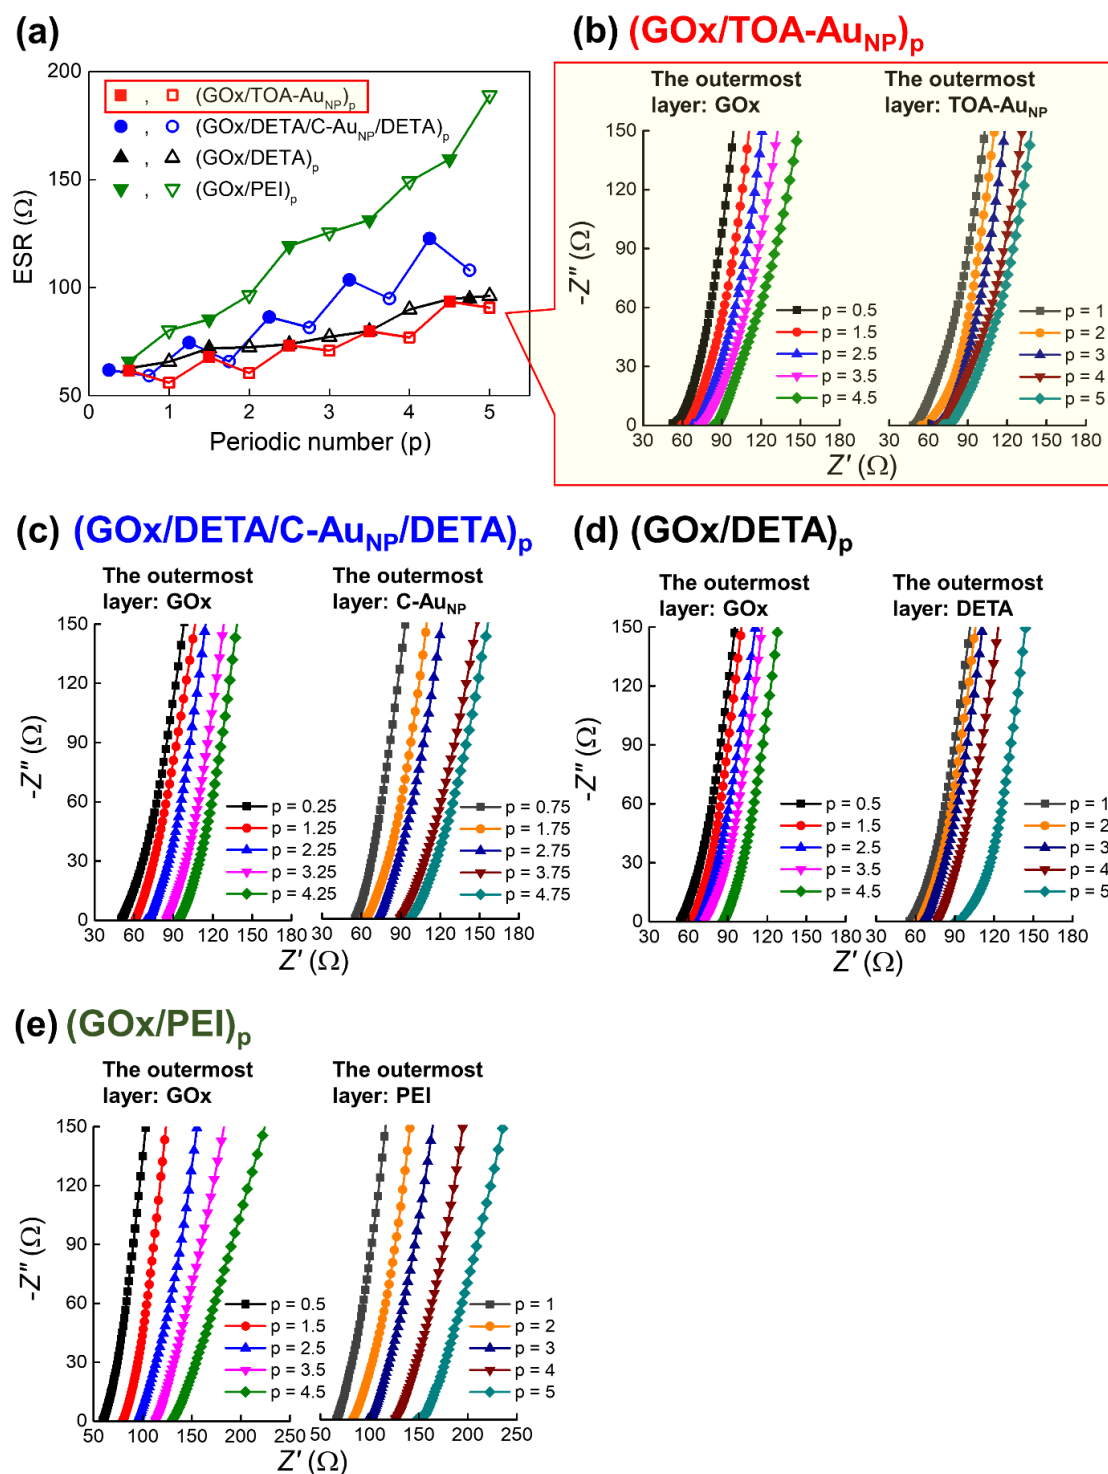 (a)
200
150
100
50
0
1
2
3
4
5
ESR (Ω)
Periodic number (p)
, (GOx/TOA-AuNP)p
, (GOx/DETA/C-AuNP/DETA)p
, (GOx/DETA)p
, (GOx/PEI)p
(b) (GOx/TOA-AuNP)p
The outermost
layer: GOx
The outermost
layer: TOA-AuNP
150
120
90
60
30
0
-Z″ (Ω)
p = 0.5
p = 1.5
p = 2.5
p = 3.5
p = 4.5
p = 1
p = 2
p = 3
p = 4
p = 5
30 60 90 120 150 180
30 60 90 120 150 180
Z′ (Ω)
(c) (GOx/DETA/C-AuNP/DETA)p
The outermost
layer: GOx
The outermost
layer: C-AuNP
150
120
90
60
30
0
-Z″ (Ω)
p = 0.25
p = 1.25
p = 2.25
p = 3.25
p = 4.25
p = 0.75
p = 1.75
p = 2.75
p = 3.75
p = 4.75
30 60 90 120 150 180
30 60 90 120 150 180
Z′ (Ω)
(d) (GOx/DETA)p
The outermost
layer: GOx
The outermost
layer: DETA
150
120
90
60
30
0
-Z″ (Ω)
p = 0.5
p = 1.5
p = 2.5
p = 3.5
p = 4.5
p = 1
p = 2
p = 3
p = 4
p = 5
30 60 90 120 150 180
30 60 90 120 150 180
Z′ (Ω)
(e) (GOx/PEI)p
The outermost
layer: GOx
The outermost
layer: PEI
150
120
90
60
30
0
-Z″ (Ω)
p = 0.5
p = 1.5
p = 2.5
p = 3.5
p = 4.5
p = 1
p = 2
p = 3
p = 4
p = 5
50 100 150 200 250
50 100 150 200 250
Z′ (Ω)